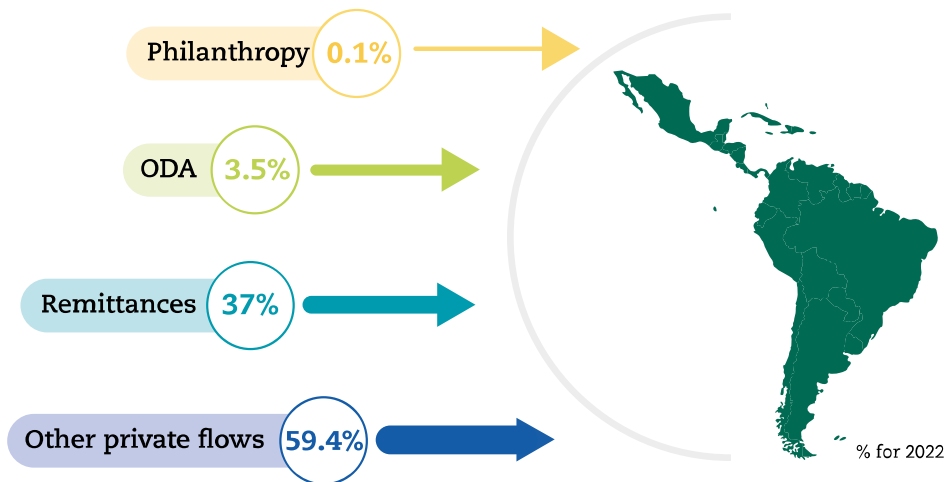 Philanthropy 0.1%
ODA 3.5%
Remittances 37%
Other private flows 59.4%
% for 2022